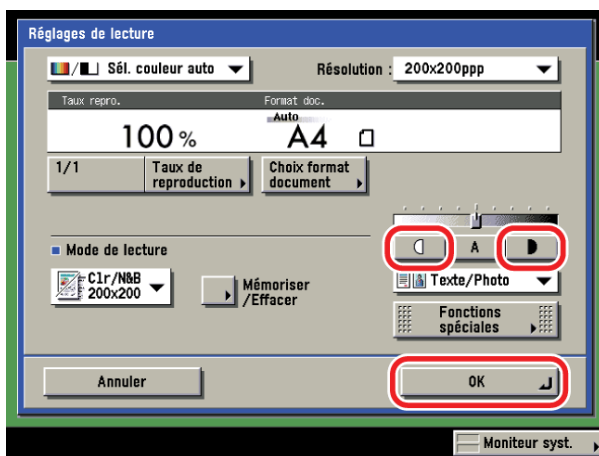 Réglages de lecture
Sél. couleur auto
Résolution : 200x200ppp
Taux repro.
Format doc.
Auto
100 %
A4
1/1
Taux de
reproduction
Choix format
document
Mode de lecture
A
Clr/N&B
200x200
Mémoriser
/Effacer
Texte/Photo
Fonctions
spéciales
Annuler
OK
Moniteur syst.